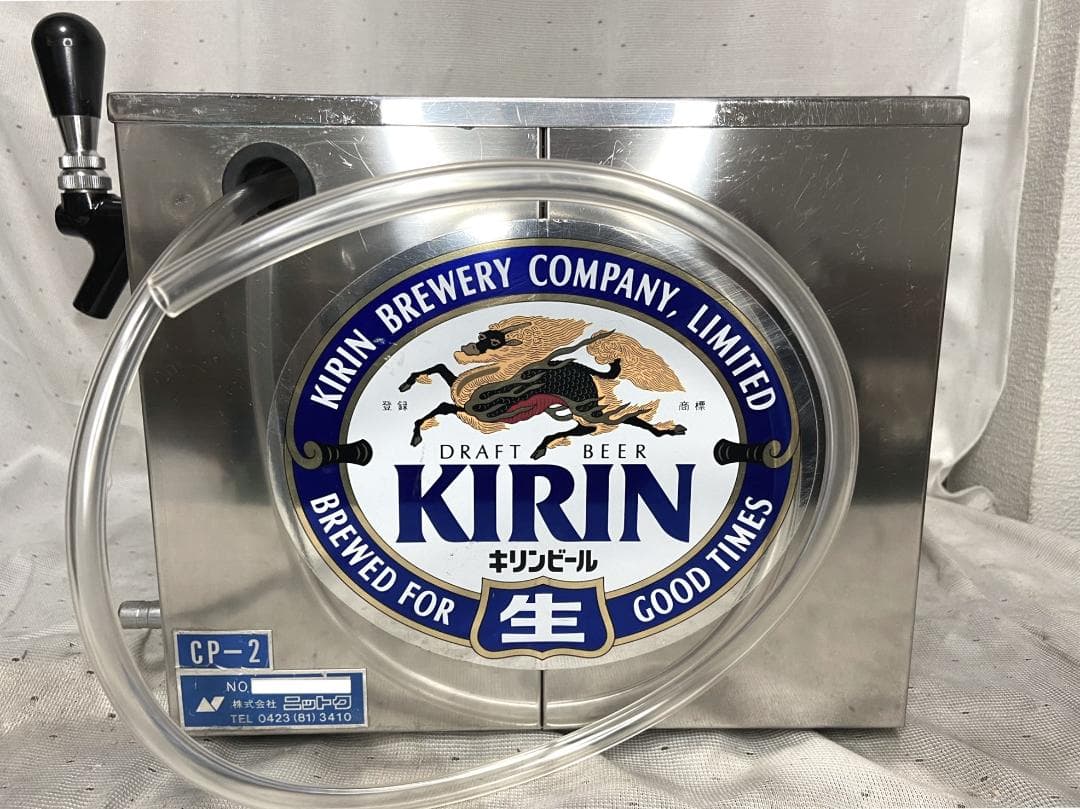 KIRIN BREWERY COMPANY, LIMITED
登録 商標
DRAFT BEER
KIRIN
キリンビール
BREWED FOR GOOD TIMES
生
CP-2
NO.
株式会社 ニットク
TEL 0423(81)3410